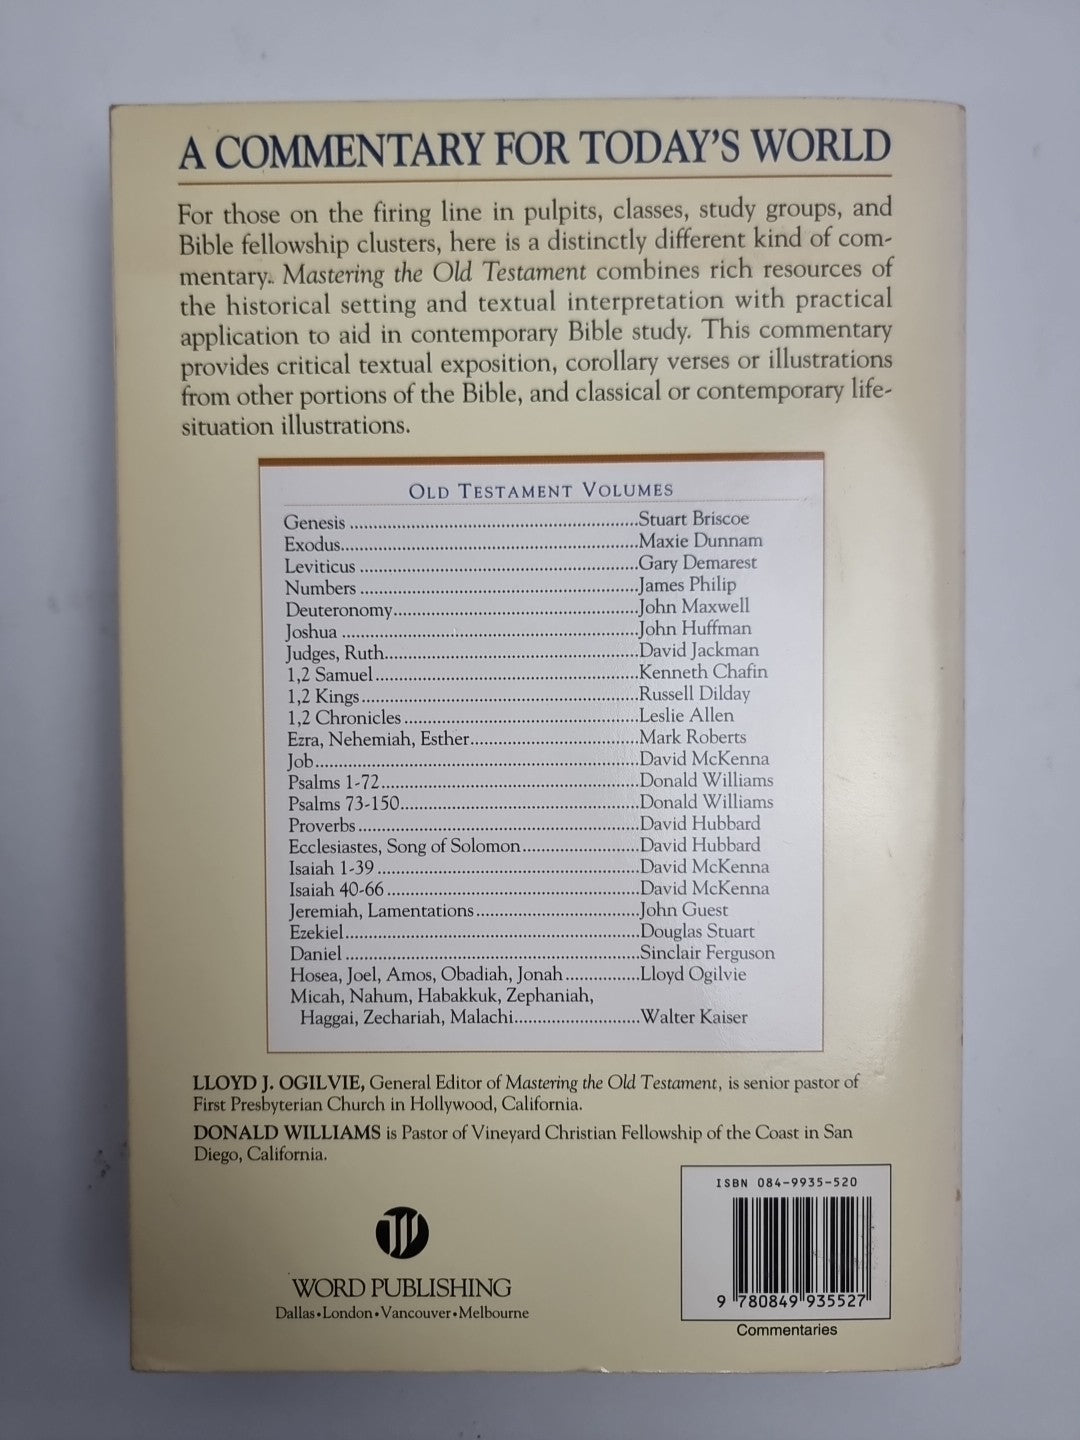 A COMMENTARY FOR TODAY'S WORLD
For those on the firing line in pulpits, classes, study groups, and
Bible fellowship clusters, here is a distinctly different kind of com-
mentary. Mastering the Old Testament combines rich resources of
the historical setting and textual interpretation with practical
application to aid in contemporary Bible study. This commentary
provides critical textual exposition, corollary verses or illustrations
from other portions of the Bible, and classical or contemporary life-
situation illustrations.
OLD TESTAMENT VOLUMES
Genesis ........................................................Stuart Briscoe
Exodus.........................................................Maxie Dunnam
Leviticus ......................................................Gary Demarest
Numbers ......................................................James Philip
Deuteronomy...............................................John Maxwell
Joshua .........................................................John Huffman
Judges, Ruth.................................................David Jackman
1,2 Samuel...................................................Kenneth Chafin
1,2 Kings......................................................Russell Dilday
1,2 Chronicles ..............................................Leslie Allen
Ezra, Nehemiah, Esther.................................Mark Roberts
Job...............................................................David McKenna
Psalms 1-72..................................................Donald Williams
Psalms 73-150..............................................Donald Williams
Proverbs ......................................................David Hubbard
Ecclesiastes, Song of Solomon.......................David Hubbard
Isaiah 1-39 ...................................................David McKenna
Isaiah 40-66 .................................................David McKenna
Jeremiah, Lamentations................................John Guest
Ezekiel.........................................................Douglas Stuart
Daniel .........................................................Sinclair Ferguson
Hosea, Joel, Amos, Obadiah, Jonah ..............Lloyd Ogilvie
Micah, Nahum, Habakkuk, Zephaniah,
Haggai, Zechariah, Malachi.........................Walter Kaiser
LLOYD J. OGILVIE, General Editor of Mastering the Old Testament, is senior pastor of
First Presbyterian Church in Hollywood, California.
DONALD WILLIAMS is Pastor of Vineyard Christian Fellowship of the Coast in San
Diego, California.
WORD PUBLISHING
Dallas•London•Vancouver•Melbourne
ISBN 084-9935-520
9 780849 935527
Commentaries